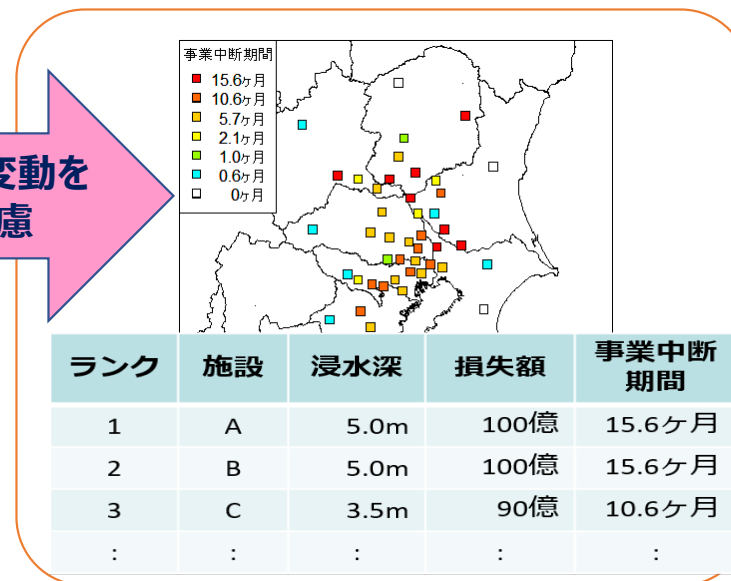 変動を
慮
事業中断期間
15.6ヶ月
10.6ヶ月
5.7ヶ月
2.1ヶ月
1.0ヶ月
0.6ヶ月
0ヶ月
ランク 施設 浸水深 損失額 事業中断
期間
1 A 5.0m 100億 15.6ケ月
2 B 5.0m 100億 15.6ケ月
3 C 3.5m 90億 10.6ケ月
: : : : :